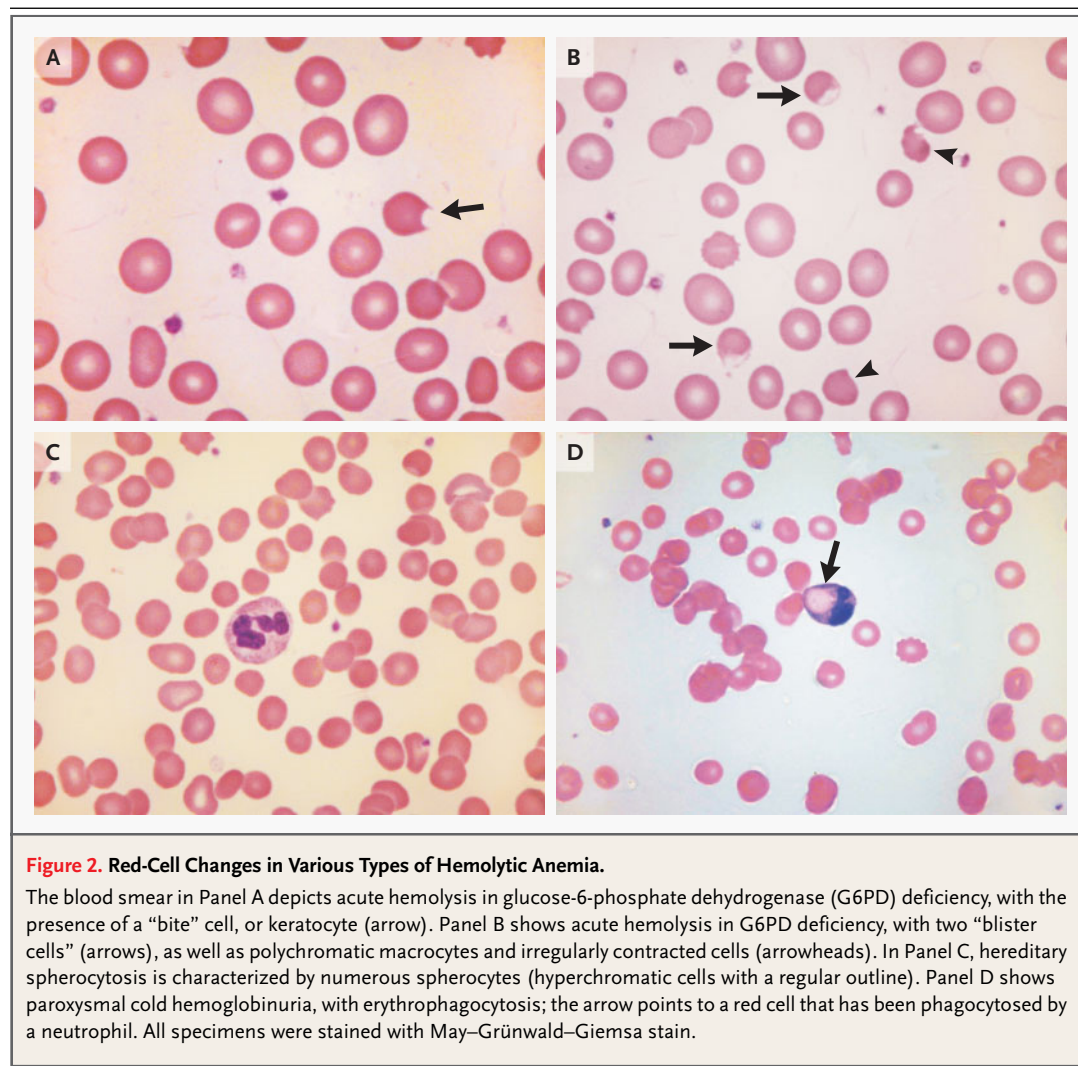 A
B
C
D
Figure 2. Red-Cell Changes in Various Types of Hemolytic Anemia.
The blood smear in Panel A depicts acute hemolysis in glucose-6-phosphate dehydrogenase (G6PD) deficiency, with the
presence of a “bite” cell, or keratocyte (arrow). Panel B shows acute hemolysis in G6PD deficiency, with two “blister
cells” (arrows), as well as polychromatic macrocytes and irregularly contracted cells (arrowheads). In Panel C, hereditary
spherocytosis is characterized by numerous spherocytes (hyperchromatic cells with a regular outline). Panel D shows
paroxysmal cold hemoglobinuria, with erythrophagocytosis; the arrow points to a red cell that has been phagocytosed by
a neutrophil. All specimens were stained with May–Grünwald–Giemsa stain.